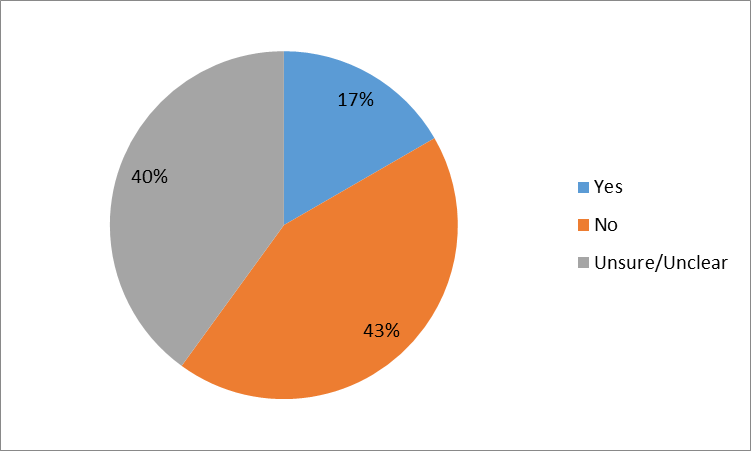 17%
40%
43%
Yes
No
Unsure/Unclear